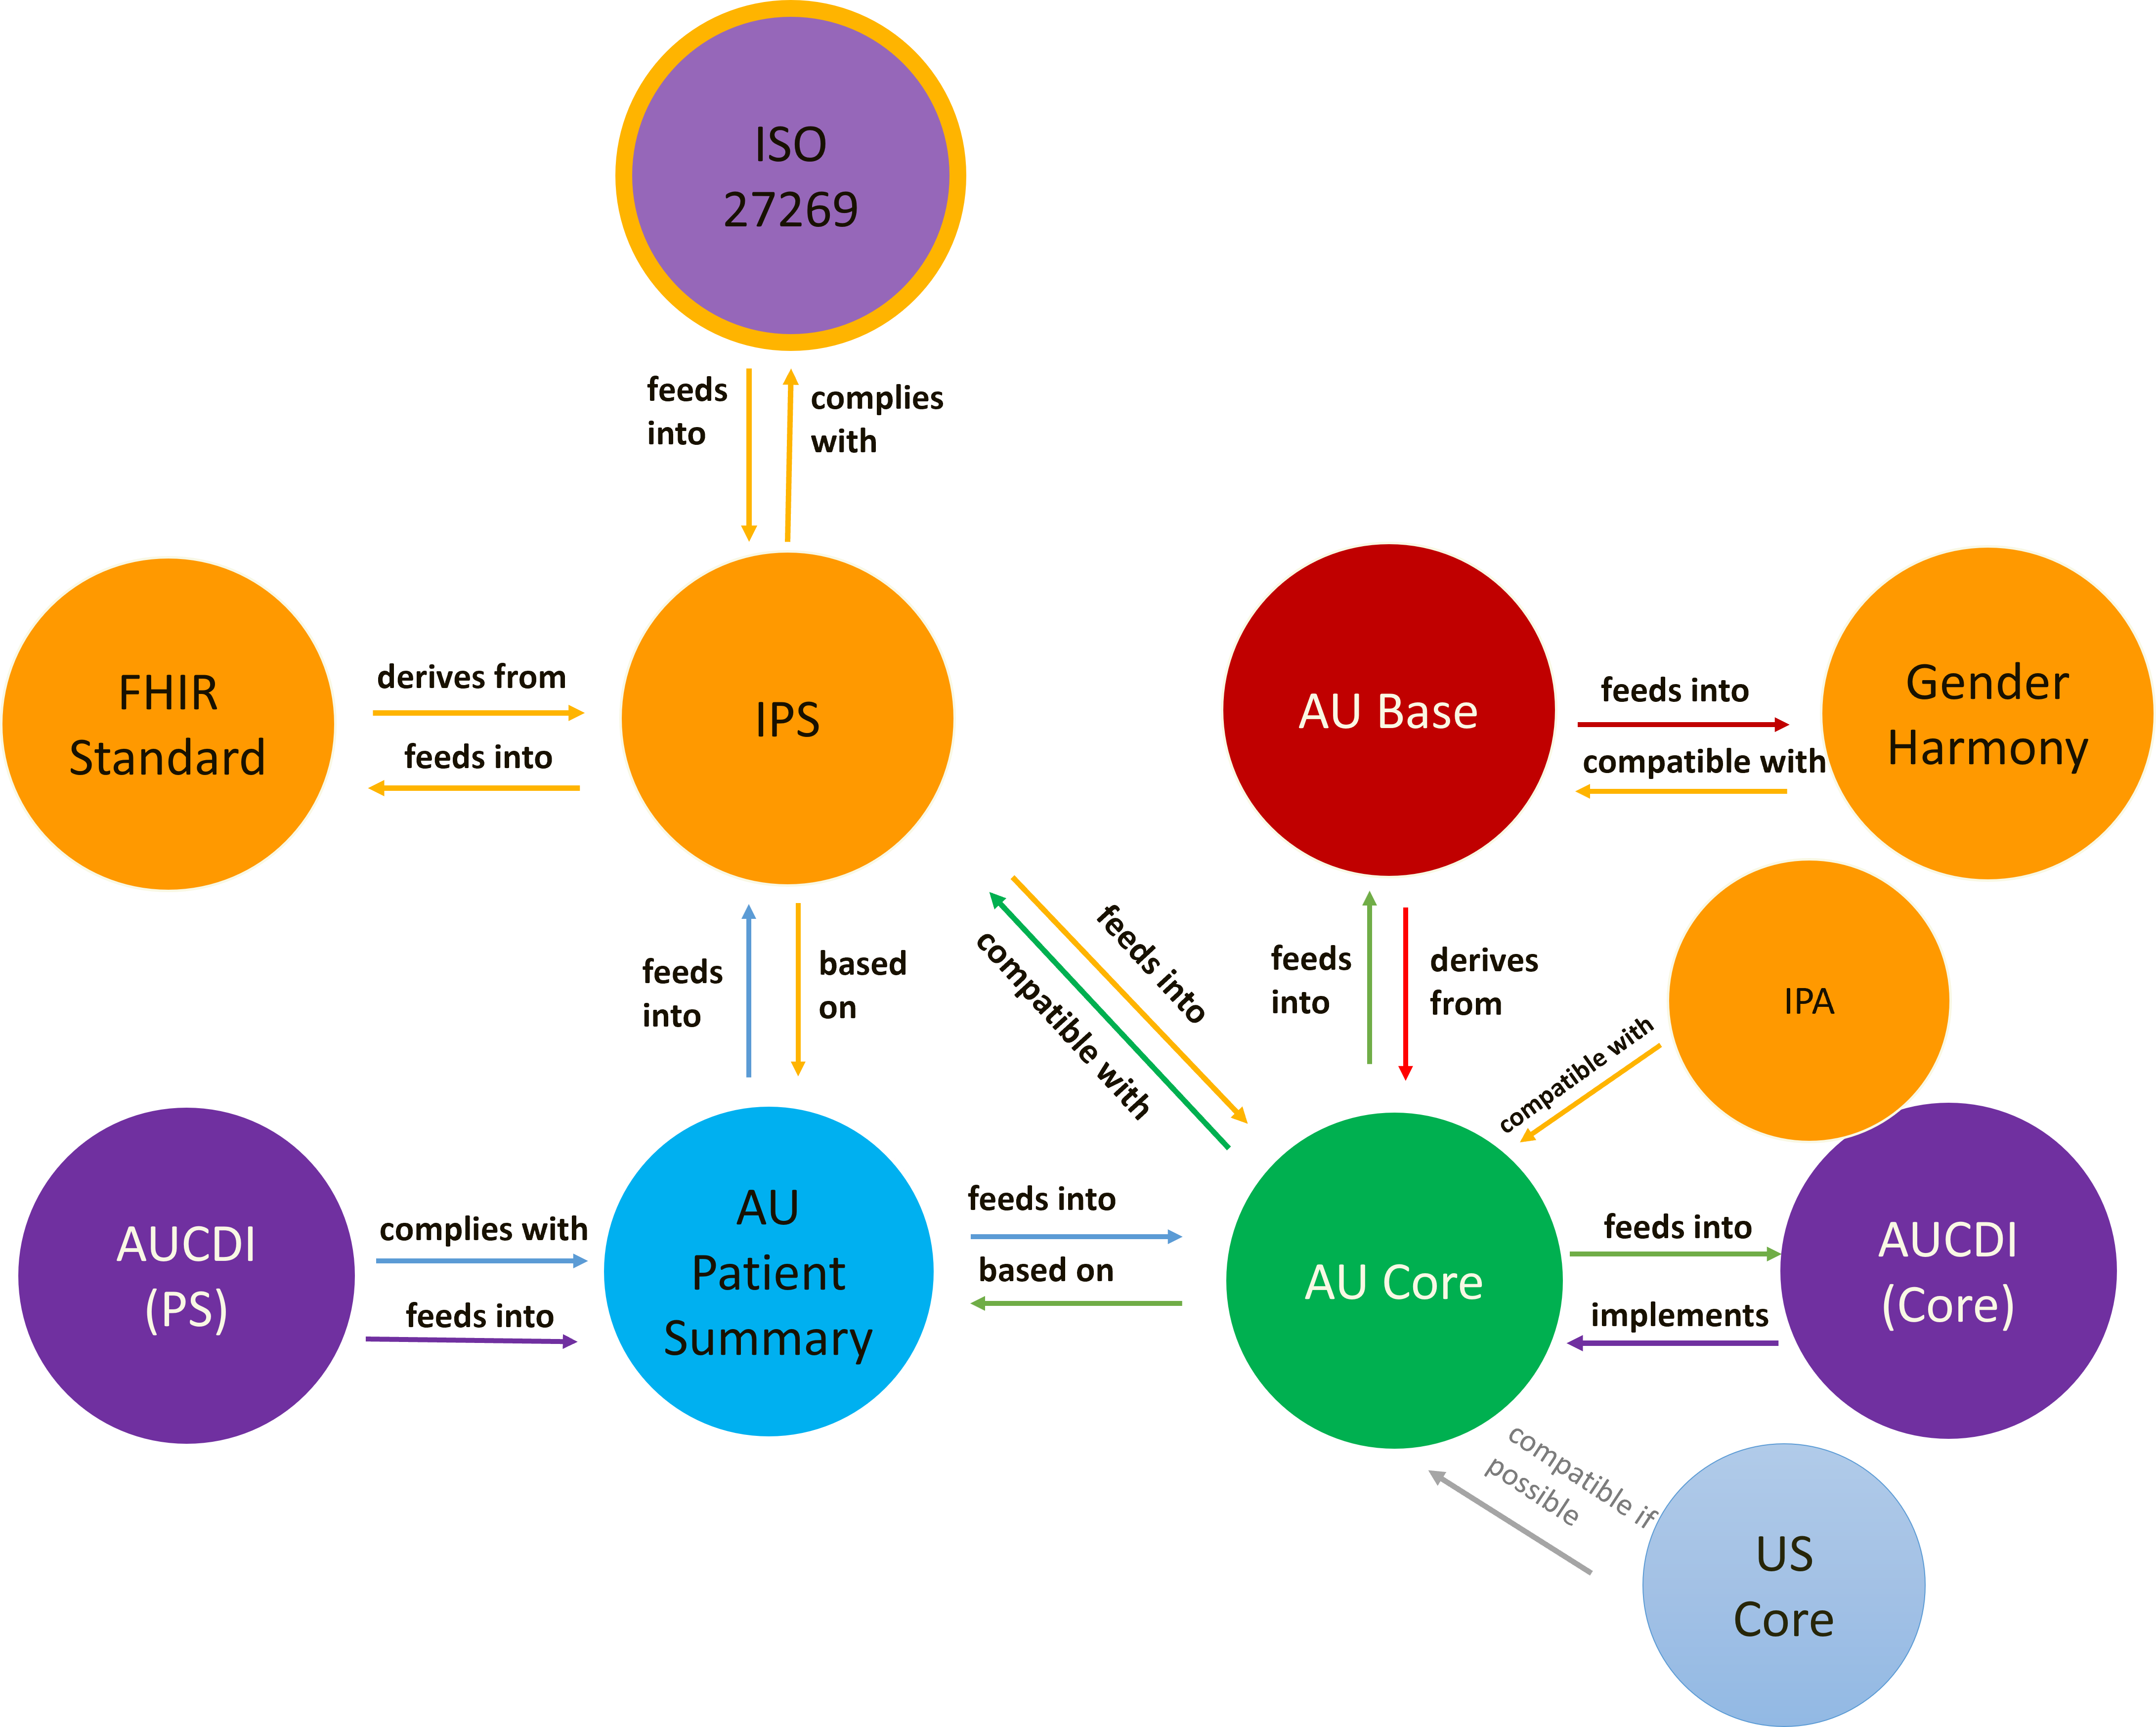 ISO
27269
feeds
into
complies
with
FHIR
Standard
derives from
feeds into
IPS
AU Base
feeds into
compatible with
Gender
Harmony
feeds
into
based
on
feeds into
compatible with
feeds
into
derives
from
IPA
compatible with
AUCDI
(PS)
complies with
feeds into
AU
Patient
Summary
feeds into
based on
AU Core
feeds into
implements
AUCDI
(Core)
compatible if
possible
US
Core